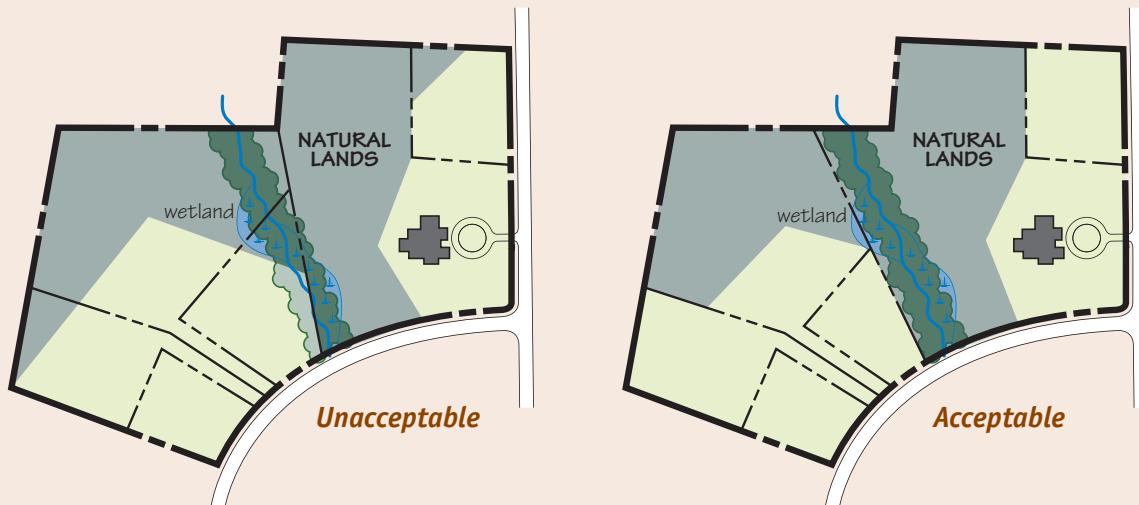 NATURAL
LANDS
wetland
Unacceptable
NATURAL
LANDS
wetland
Acceptable